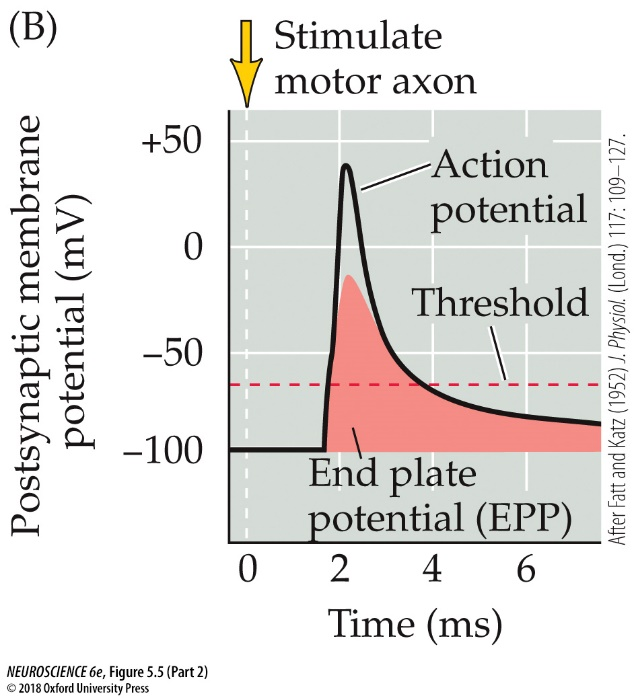 (B)
Stimulate
motor axon
Postsynaptic membrane
potential (mV)
+50
0
−50
−100
Action
potential
Threshold
End plate
potential (EPP)
0 2 4 6
Time (ms)
After Fatt and Katz (1952) J. Physiol. (Lond.) 117: 109–127.
NEUROSCIENCE 6e, Figure 5.5 (Part 2)
© 2018 Oxford University Press